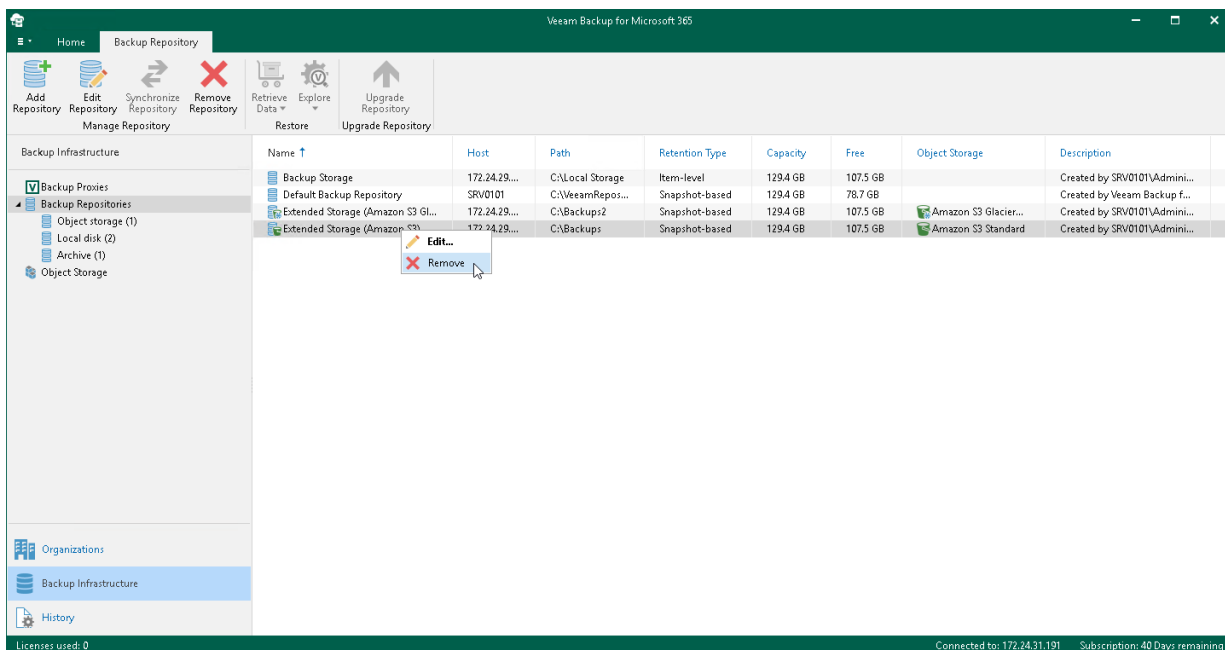 Veeam Backup for Microsoft 365
Home Backup Repository
Add Repository
Edit Repository
Synchronize Repository
Remove Repository
Retrieve Data
Explore
Upgrade Repository
Manage Repository Restore Upgrade Repository
Backup Infrastructure
Backup Proxies
Backup Repositories
Object storage (1)
Local disk (2)
Archive (1)
Object Storage
Name Host Path Retention Type Capacity Free Object Storage Description
Backup Storage 172.24.29.... C:\Local Storage Item-level 129.4 GB 107.5 GB Created by SRV0101\Admini...
Default Backup Repository SRV0101 C:\VeeamRepos... Snapshot-based 129.4 GB 78.7 GB Created by Veeam Backup f...
Extended Storage (Amazon S3 Gl... 172.24.29.... C:\Backups2 Snapshot-based 129.4 GB 107.5 GB Amazon S3 Glacier... Created by SRV0101\Admini...
Extended Storage (Amazon S3) 172.24.29.... C:\Backups Snapshot-based 129.4 GB 107.5 GB Amazon S3 Standard Created by SRV0101\Admini...
Edit...
Remove
Organizations
Backup Infrastructure
History
Licenses used: 0 Connected to: 172.24.31.191 Subscription: 40 Days remaining